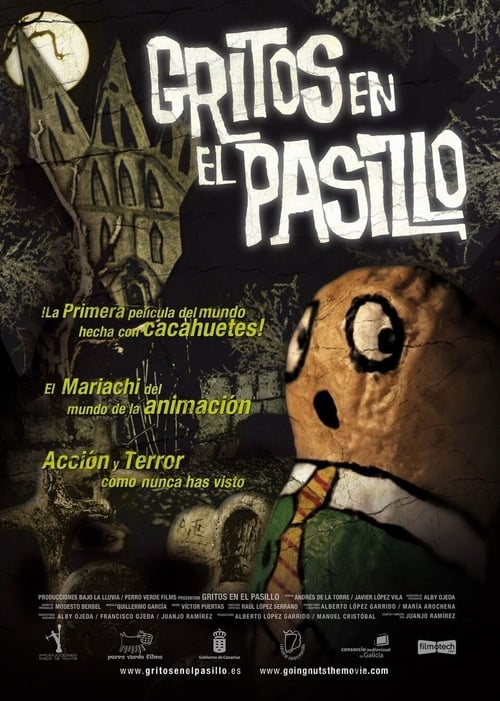 GRITOS EN
EL PASILLO
!La Primera película del mundo
hecha con cacahuetes!
El Mariachi del
mundo de la animación
Acción y Terror
como nunca has visto
PRODUCCIONES BAJO LA LLUVIA / PERRO VERDE FILMS PRESENTAN GRITOS EN EL PASILLO ANDRÉS DE LA TORRE / JAVIER LÓPEZ VILA ALBY OJEDA
MODESTO BERBEL GUILLERMO GARCÍA VÍCTOR PUERTAS RAÚL LÓPEZ SERRANO ALBERTO LÓPEZ GARRIDO / MARÍA AROCHENA
ALBY OJEDA / FRANCISCO OJEDA / JUANJO RAMÍREZ ALBERTO LÓPEZ GARRIDO / MANUEL CRISTÓBAL JUANJO RAMÍREZ
PRODUCCIONES
bajo la lluvia
perro verde films
Gobierno de Canarias
consorcio audiovisual
de Galicia
filmotech
www.gritosenelpasillo.es www.goingnutsthemovie.com